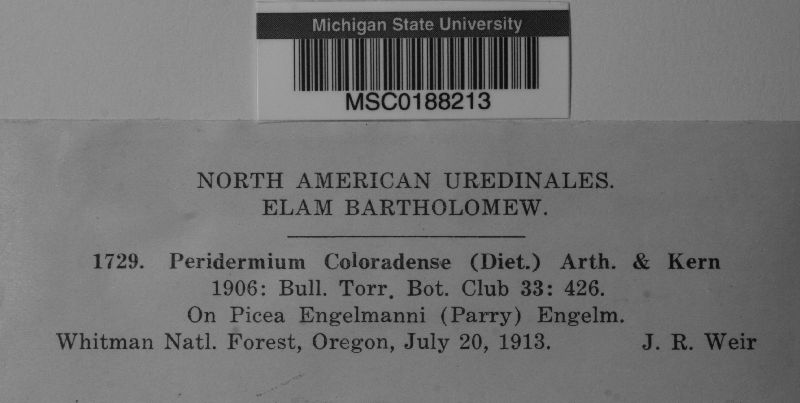 Michigan State University
MSC0188213
NORTH AMERICAN UREDINALES.
ELAM BARTHOLOMEW.
1729. Peridermium Coloradense (Diet.) Arth. & Kern
1906: Bull. Torr. Bot. Club 33: 426.
On Picea Engelmanni (Parry) Engelm.
Whitman Natl. Forest, Oregon, July 20, 1913. J. R. Weir